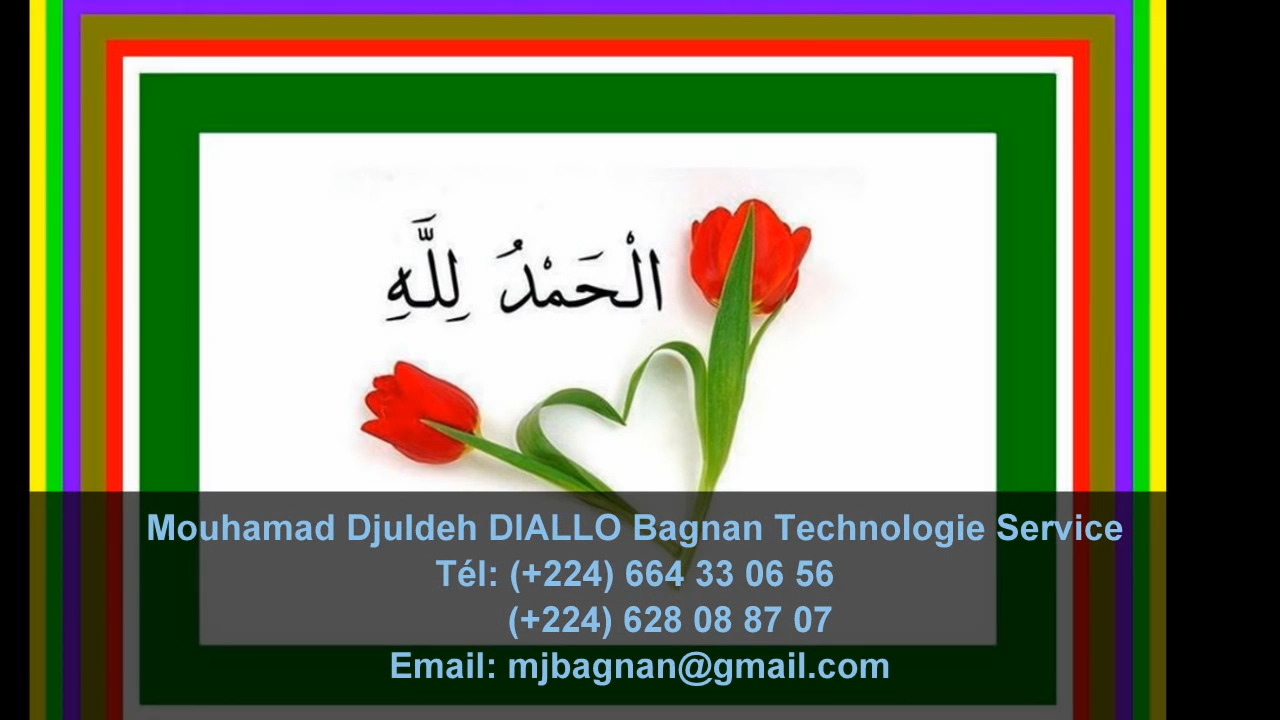 الْحَمْدُ لِلَّهِ
Mouhamad Djuldeh DIALLO Bagnan Technologie Service
Tél: (+224) 664 33 06 56
(+224) 628 08 87 07
Email: mjbagnan@gmail.com